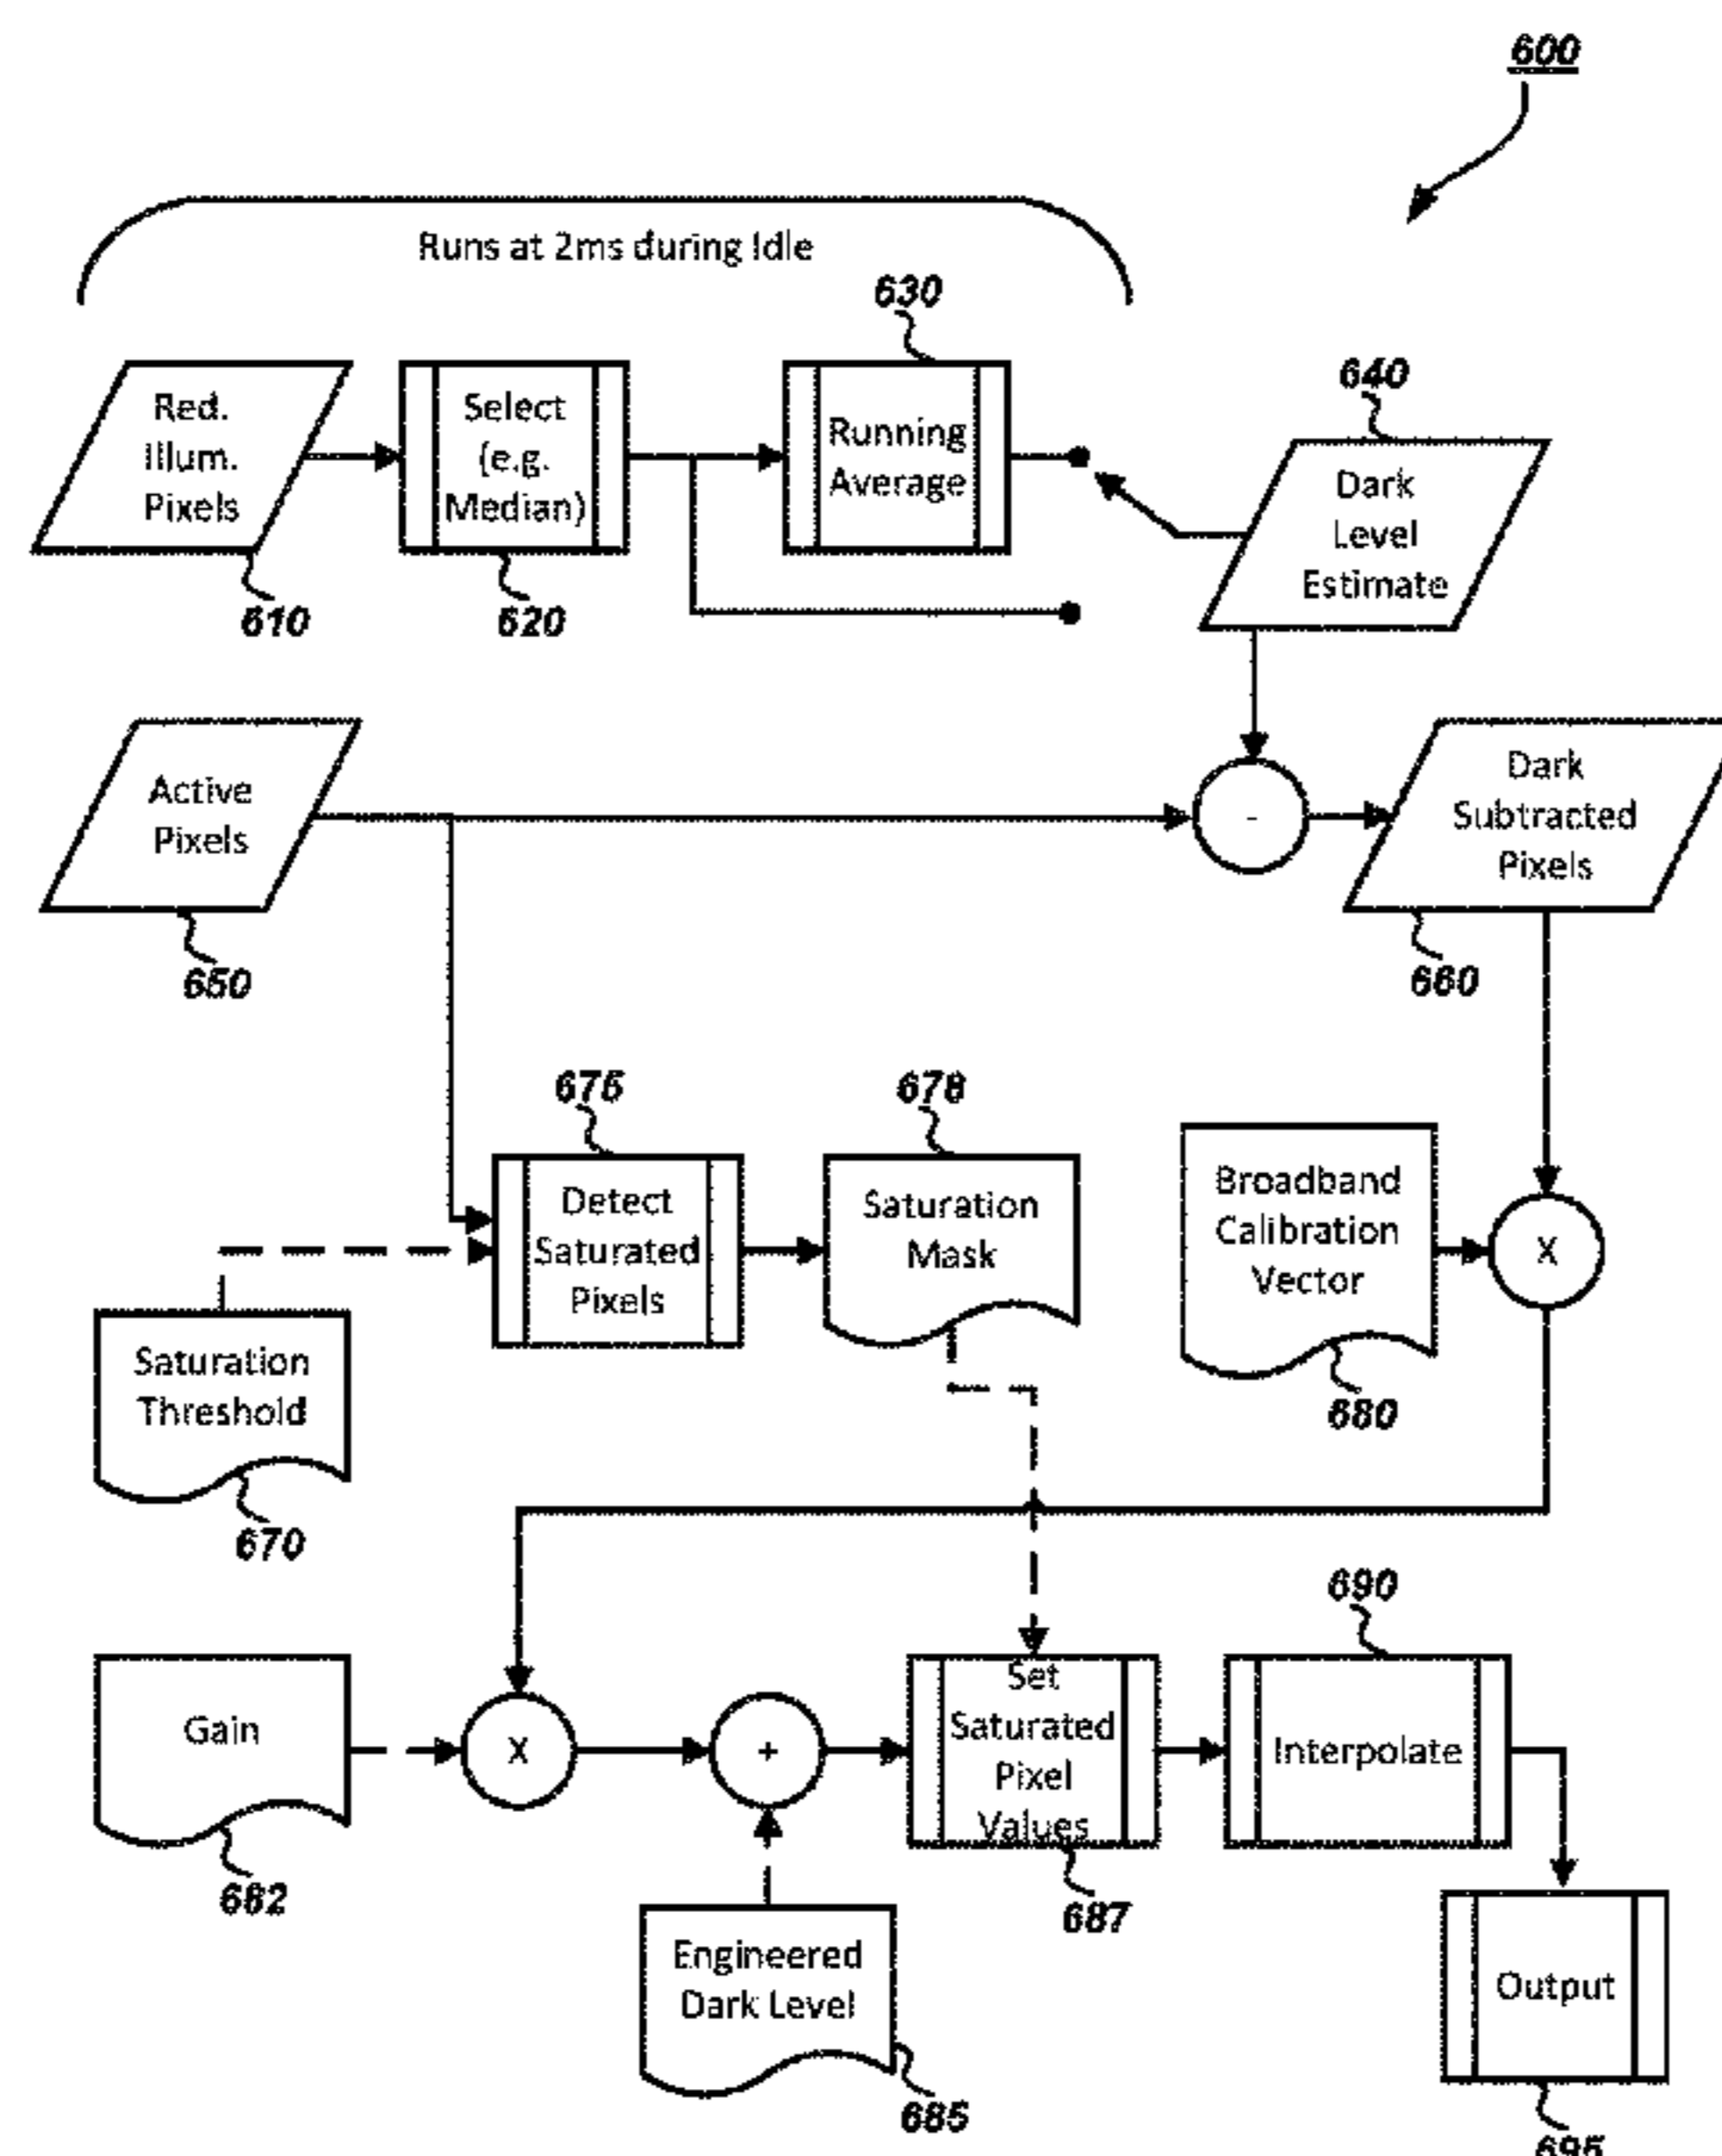 600
Runs at 2ms during Idle
630
640
Red.
Illum.
Pixels
Select
(e.g.
Median)
Running
Average
Dark
Level
Estimate
610
620
Active
Pixels
-
Dark
Subtracted
Pixels
650
660
675
678
Detect
Saturated
Pixels
Saturation
Mask
Broadband
Calibration
Vector
X
Saturation
Threshold
680
670
690
Gain
X
+
Set
Saturated
Pixel
Values
Interpolate
682
687
Engineered
Dark Level
Output
685
695